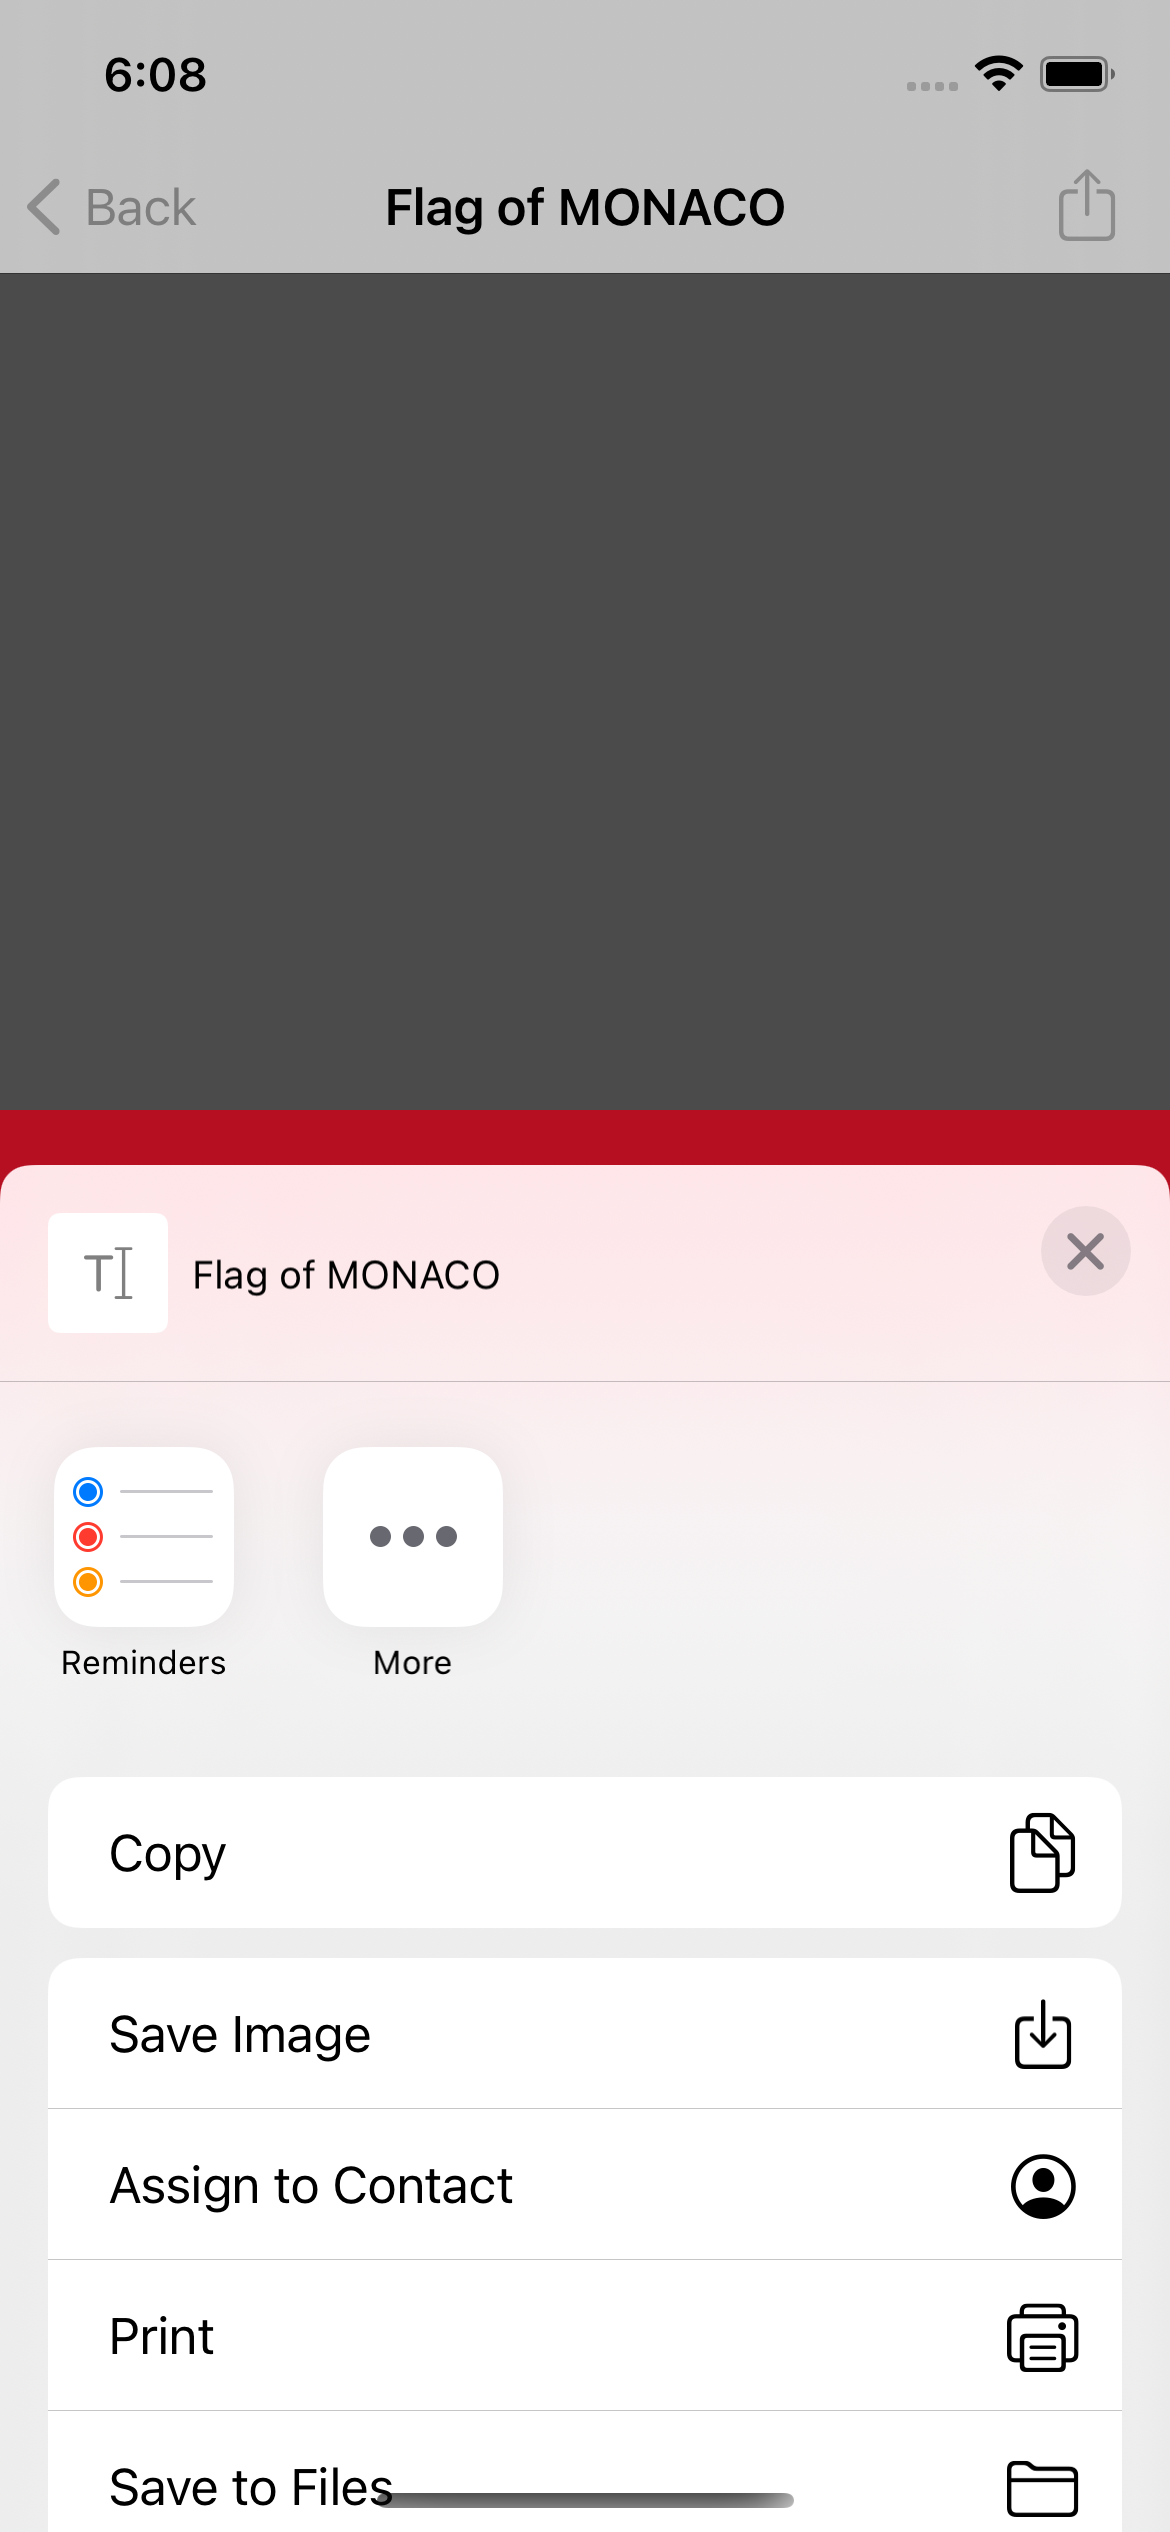 6:08
Back
Flag of MONACO
Flag of MONACO
Reminders
More
Copy
Save Image
Assign to Contact
Print
Save to Files